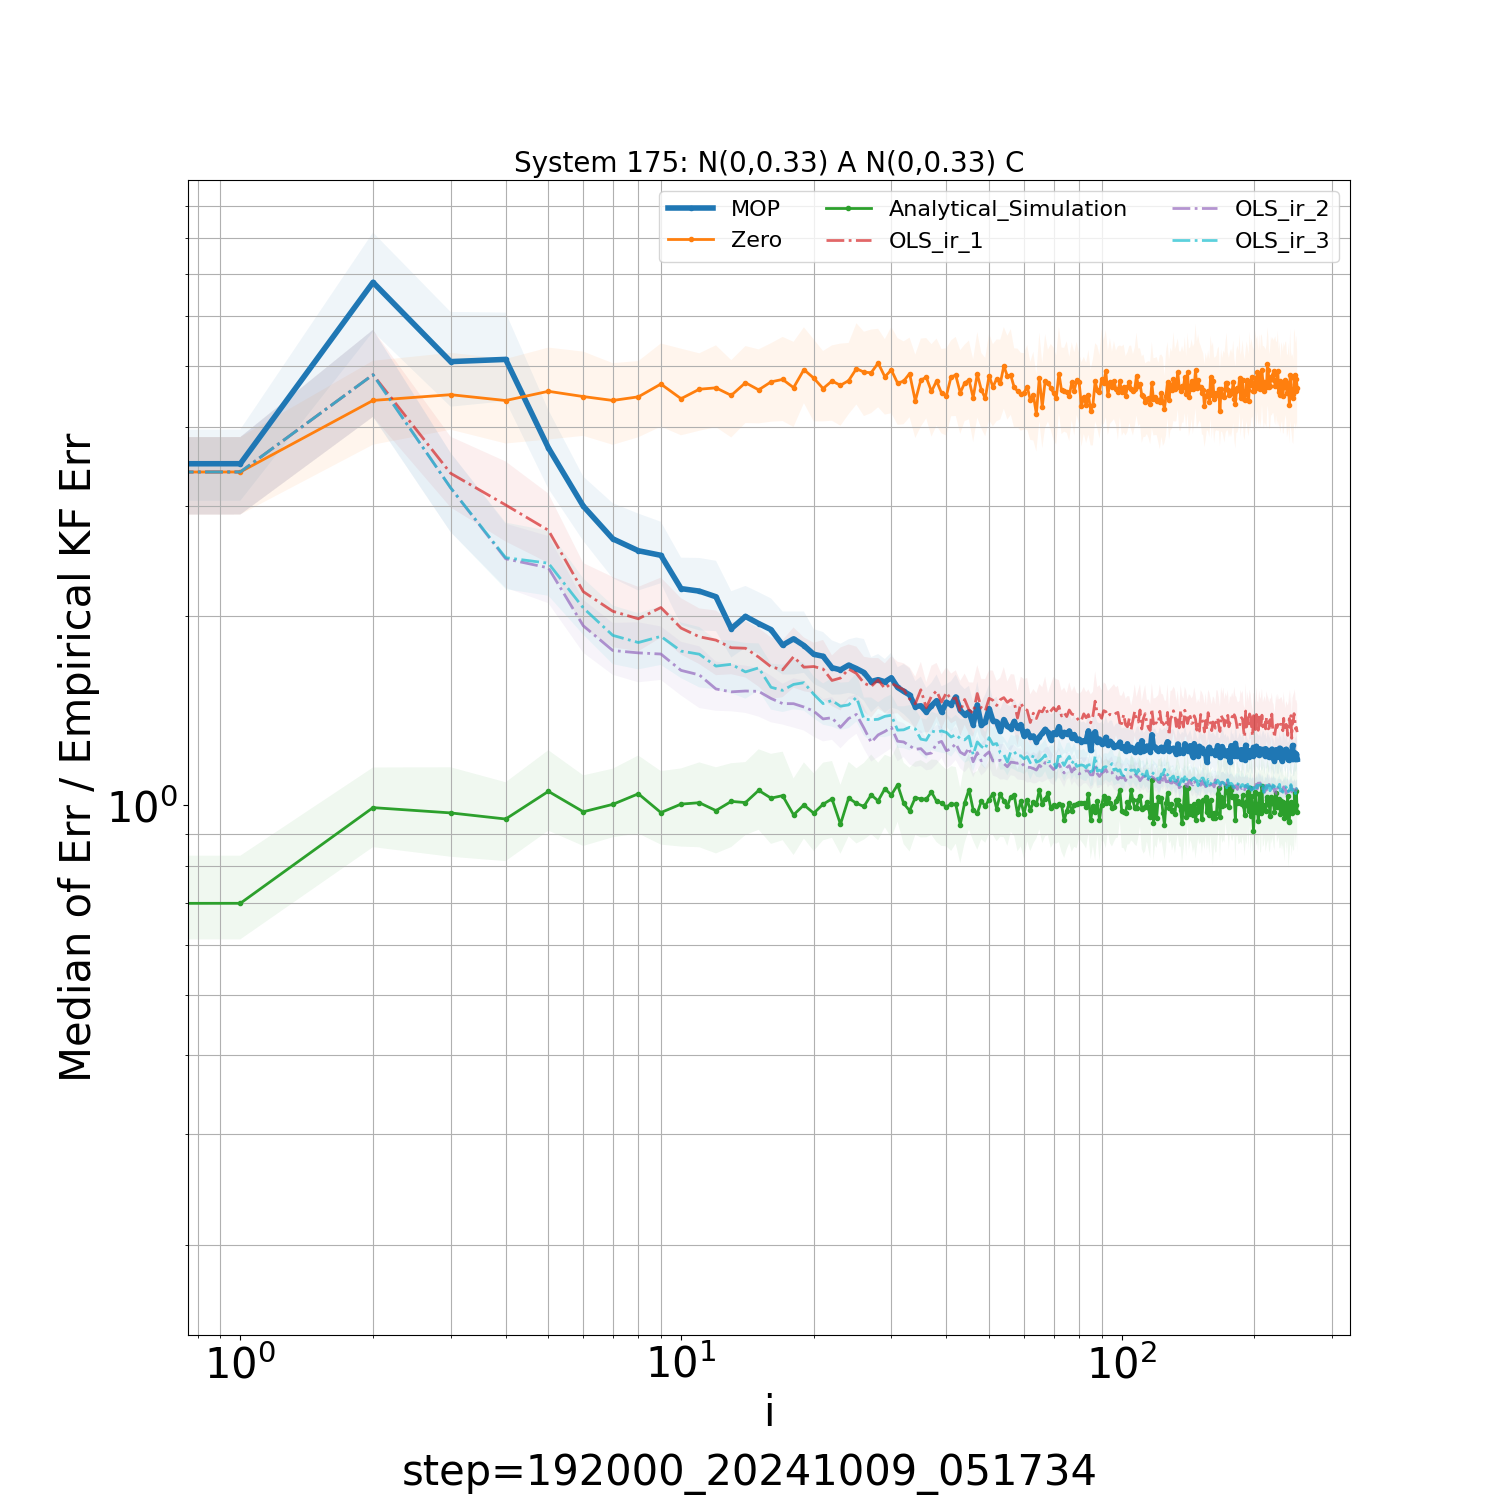 System 175: N(0,0.33) A N(0,0.33) C
MOP
Zero
Analytical_Simulation
OLS_ir_1
OLS_ir_2
OLS_ir_3
Median of Err / Empirical KF Err
10⁰
10⁰
10¹
10²
i
step=192000_20241009_051734